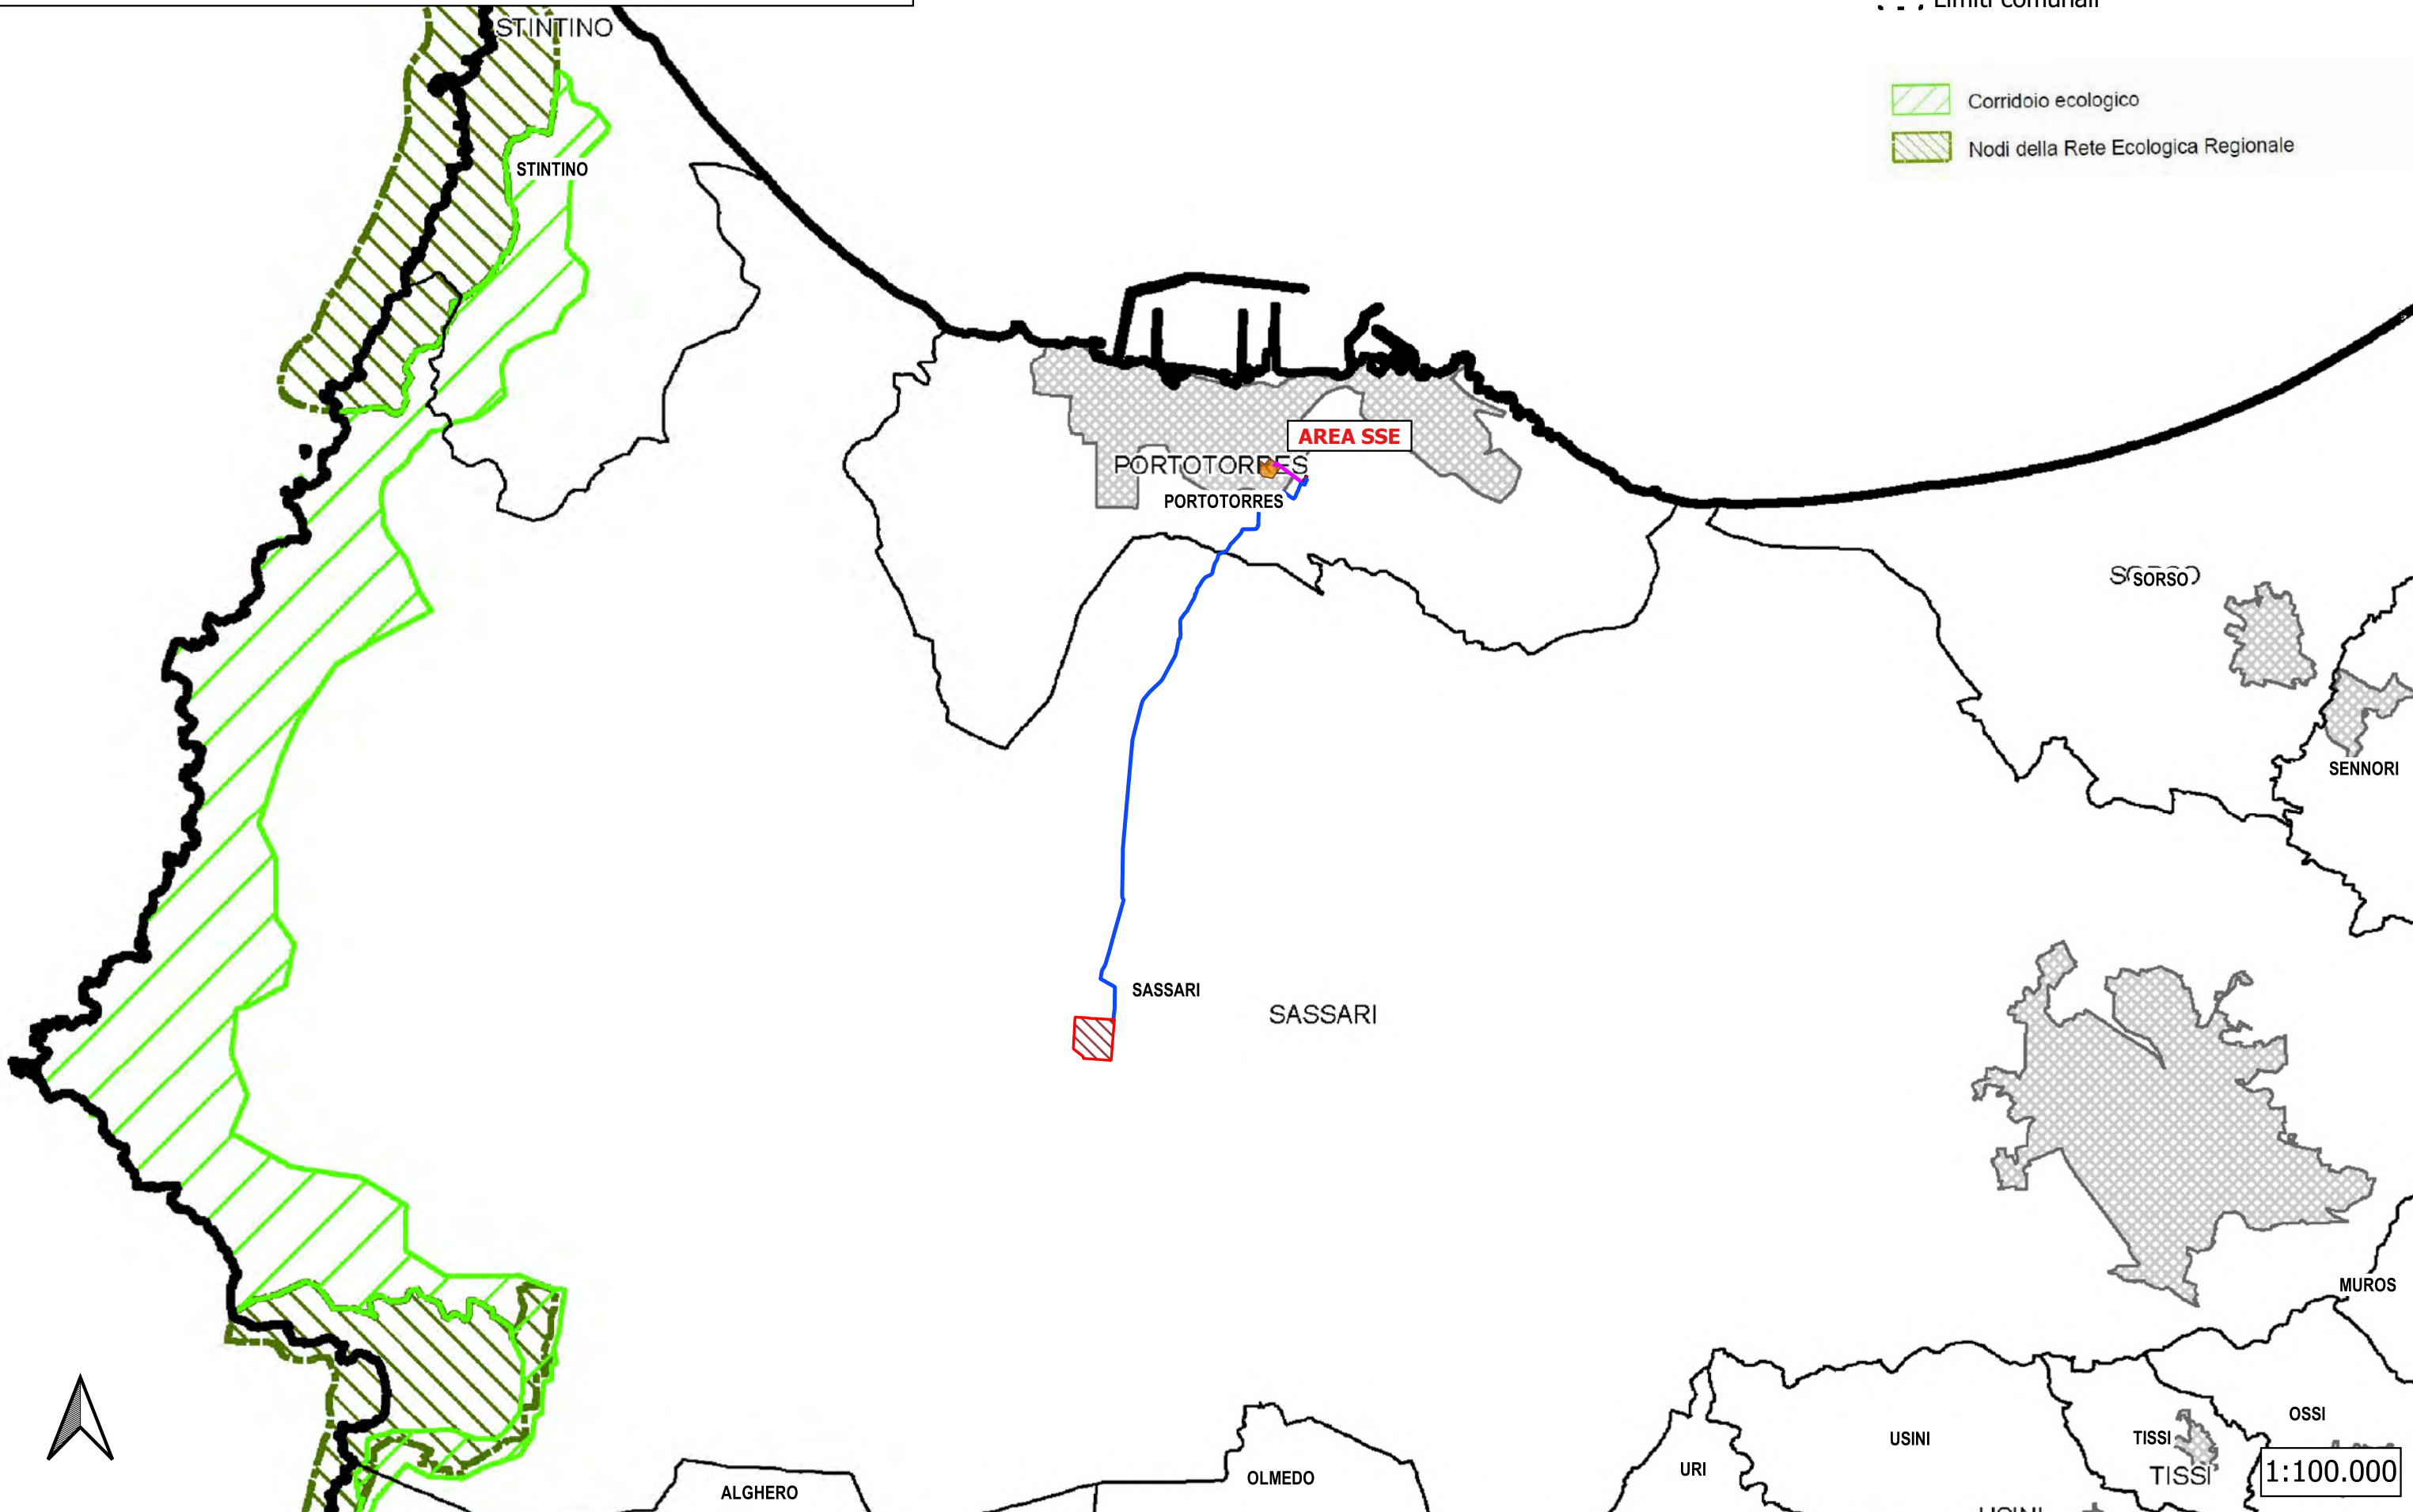 Limiti comunali
STINTINO
Corridoio ecologico
Nodi della Rete Ecologica Regionale
STINTINO
AREA SSE
PORTOTORRES
PORTOTORRES
SORSO
SENNORI
SASSARI
SASSARI
MUROS
OSSI
TISSI
USINI
URI
OLMEDO
ALGHERO
TISSI
1:100.000
USINI